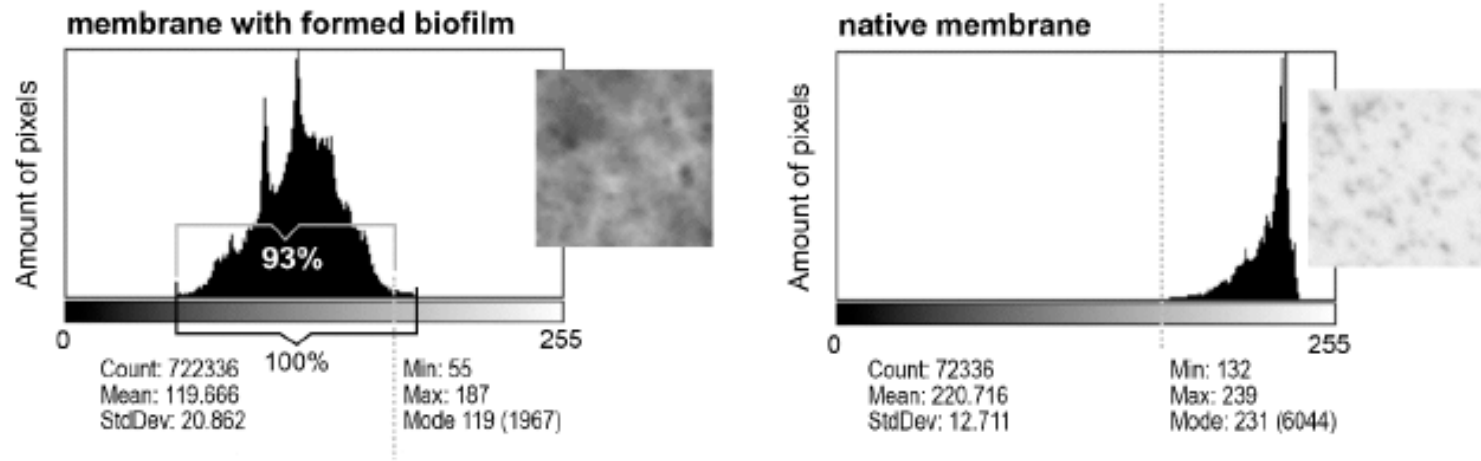 membrane with formed biofilm
Amount of pixels
93%
0
255
100%
Count: 722336
Mean: 119.666
StdDev: 20.862
Min: 55
Max: 187
Mode 119 (1967)
native membrane
Amount of pixels
0
255
Count: 72336
Mean: 220.716
StdDev: 12.711
Min: 132
Max: 239
Mode: 231 (6044)